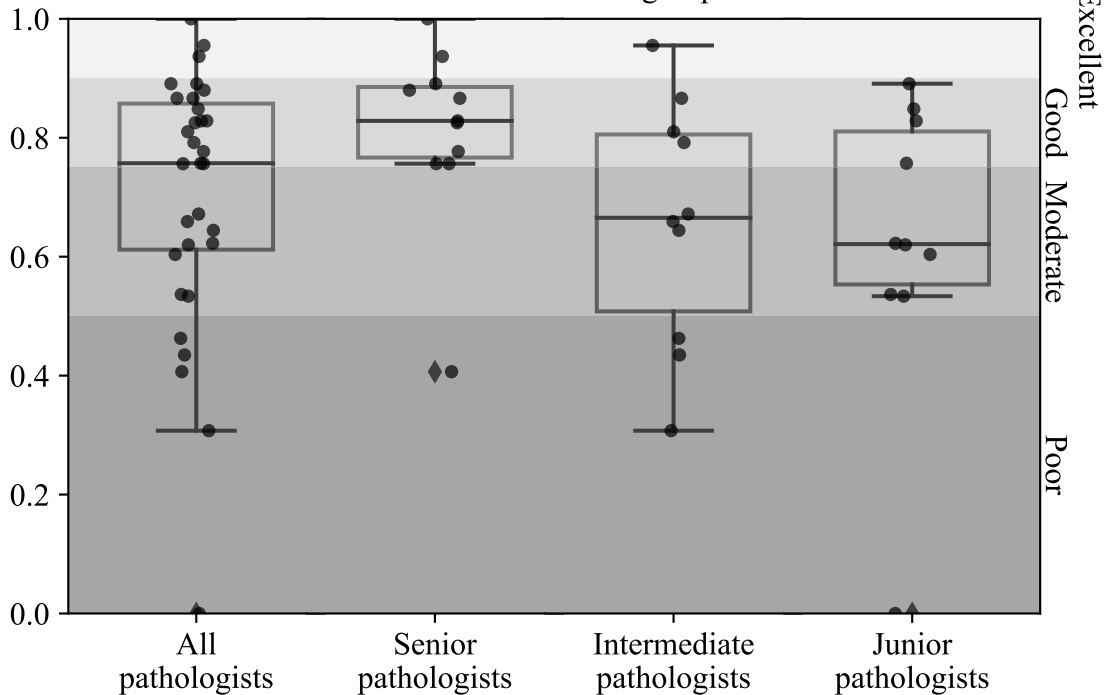 1.0
0.8
0.6
0.4
0.2
0.0
Excellent
Good
Moderate
Poor
All
pathologists
Senior
pathologists
Intermediate
pathologists
Junior
pathologists